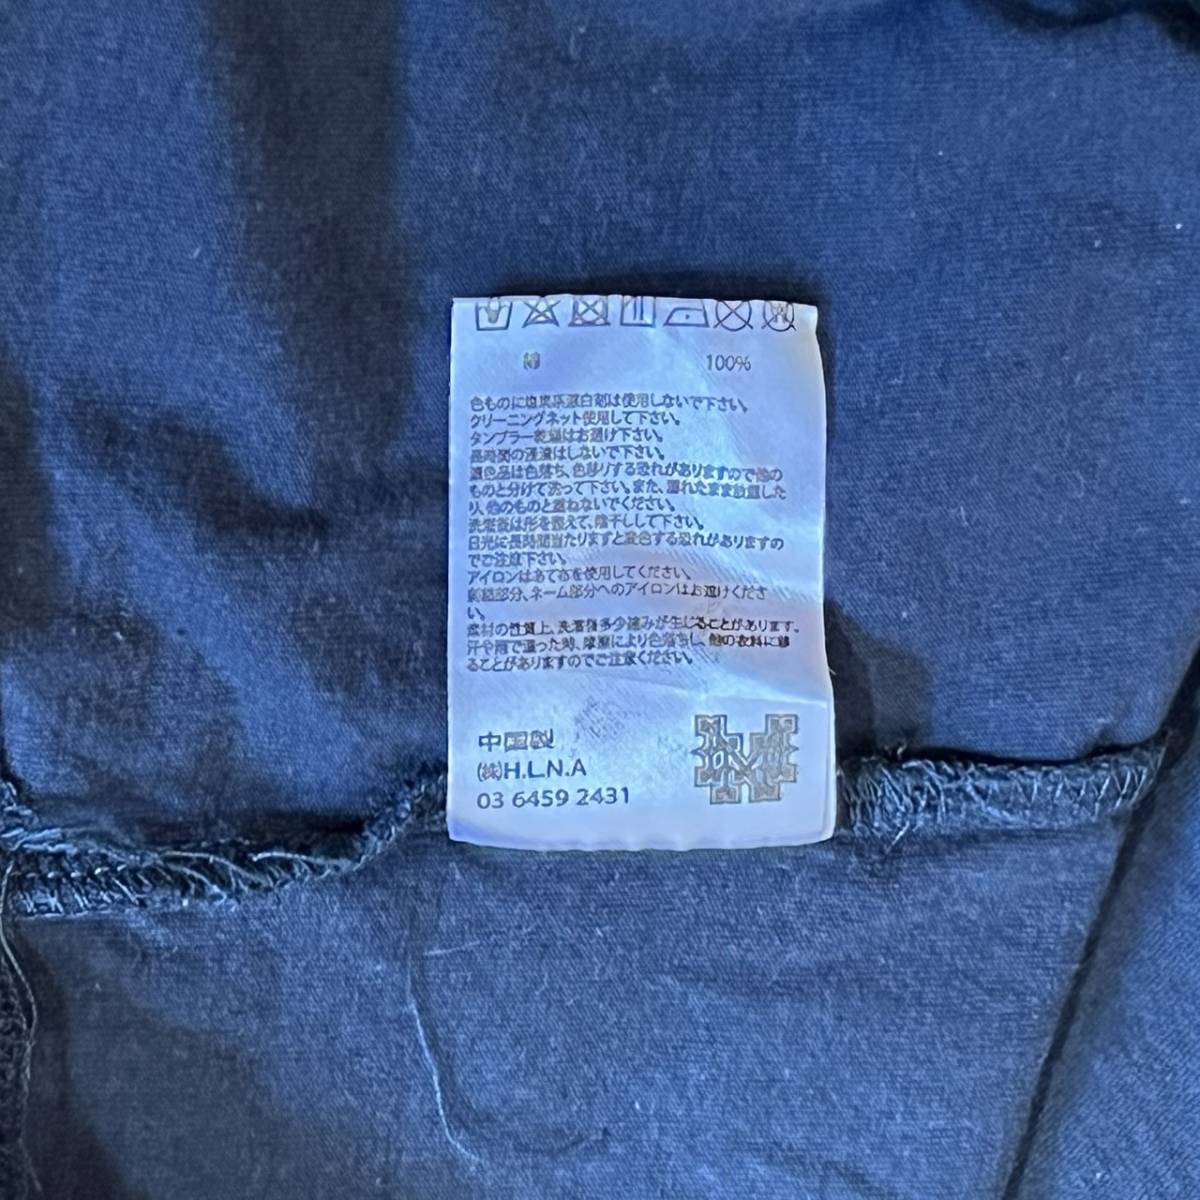 綿 100%
色ものに塩素系漂白剤は使用しないで下さい。
クリーニングネット使用して下さい。
タンブラー乾燥はお避け下さい。
長時間の浸漬はしないで下さい。
濃色品は色落ち、色移りする恐れがありますので他の
ものと分けて洗って下さい。また、濡れたまま放置した
り、他のものと重ねないでください。
洗濯後は形を整えて、陰干しして下さい。
日光に長時間当たりますと変色する恐れがありますの
でご注意下さい。
アイロンはあて布を使用してください。
部分、ネーム部分へのアイロンはお避けくださ
い。
素材の性質上、洗濯後多少縮みが生じることがあります。
汗や雨で湿った時、摩擦により色落ちし、他の衣料に移
ることがありますのでご注意ください。
中国製
㈱H.L.N.A
03 6459 2431